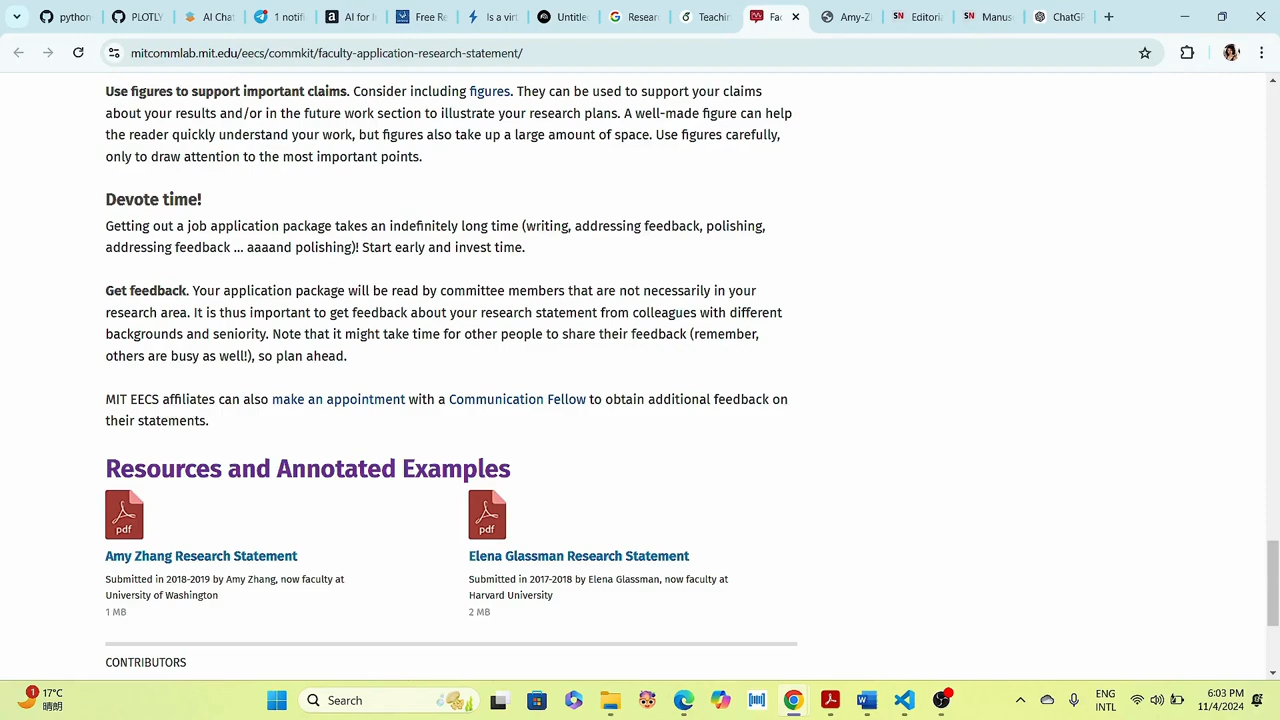 python
PLOTLY
AI Chat
1 notifi
AI for i
Free Re
Is a virt
Untitle
Resear
Teachin
Fac
Amy-Z
Editoria
Manus
ChatGP
mitcommlab.mit.edu/eecs/commkit/faculty-application-research-statement/
Use figures to support important claims. Consider including figures. They can be used to support your claims
about your results and/or in the future work section to illustrate your research plans. A well-made figure can help
the reader quickly understand your work, but figures also take up a large amount of space. Use figures carefully,
only to draw attention to the most important points.
Devote time!
Getting out a job application package takes an indefinitely long time (writing, addressing feedback, polishing,
addressing feedback ... aaaand polishing)! Start early and invest time.
Get feedback. Your application package will be read by committee members that are not necessarily in your
research area. It is thus important to get feedback about your research statement from colleagues with different
backgrounds and seniority. Note that it might take time for other people to share their feedback (remember,
others are busy as well!), so plan ahead.
MIT EECS affiliates can also make an appointment with a Communication Fellow to obtain additional feedback on
their statements.
Resources and Annotated Examples
pdf
Amy Zhang Research Statement
Submitted in 2018-2019 by Amy Zhang, now faculty at
University of Washington
1 MB
pdf
Elena Glassman Research Statement
Submitted in 2017-2018 by Elena Glassman, now faculty at
Harvard University
2 MB
CONTRIBUTORS
1
17°C
晴朗
Search
ENG
INTL
6:03 PM
11/4/2024